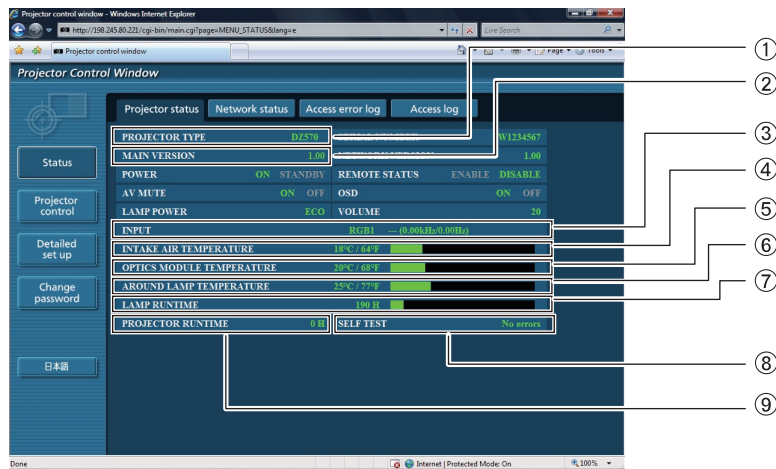 Projector control window - Windows Internet Explorer
http://198.245.80.221/cgi-bin/main.cgi?page=MENU_STATUS&lang=e
Live Search
Projector control window
Page Tools
Projector Control Window
Projector status Network status Access error log Access log
①
②
③
④
⑤
⑥
⑦
⑧
⑨
PROJECTOR TYPE DZ570 W1234567
MAIN VERSION 1.00 1.00
POWER ON STANDBY REMOTE STATUS ENABLE DISABLE
AV MUTE ON OFF OSD ON OFF
LAMP POWER ECO VOLUME 20
INPUT RGB1 — (0.00kHz/0.00Hz)
INTAKE AIR TEMPERATURE 18°C / 64°F
OPTICS MODULE TEMPERATURE 20°C / 68°F
AROUND LAMP TEMPERATURE 25°C / 77°F
LAMP RUNTIME 190 H
PROJECTOR RUNTIME 0 H SELF TEST No errors
Status
Projector
control
Detailed
set up
Change
password
日本語
Done Internet | Protected Mode: On 100%